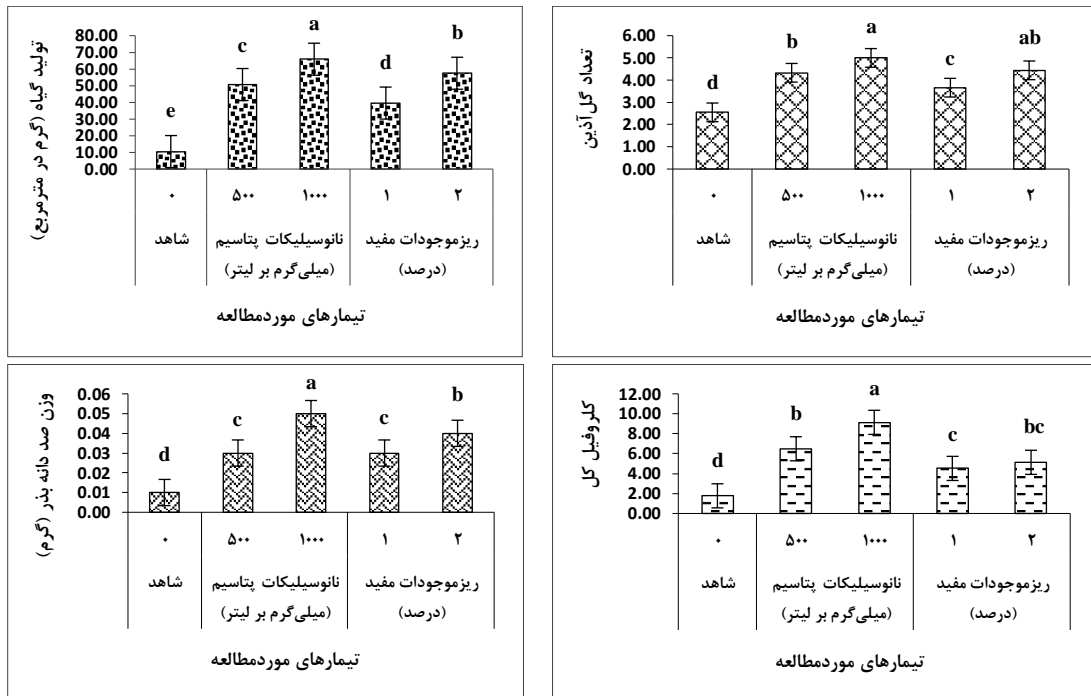 تولید گیاه (گرم در مترمربع)
80.00
70.00
60.00
50.00
40.00
30.00
20.00
10.00
0.00
e
c
a
d
b
۰ ۵۰۰ ۱۰۰۰ ۱ ۲
شاهد نانوسیلیکات پتاسیم ریزموجودات مفید
(میلی‌گرم بر لیتر) (درصد)
تیمارهای موردمطالعه
تعداد گل‌آذین
6.00
5.00
4.00
3.00
2.00
1.00
0.00
d
b
a
c
ab
۰ ۵۰۰ ۱۰۰۰ ۱ ۲
شاهد نانوسیلیکات پتاسیم ریزموجودات مفید
(میلی‌گرم بر لیتر) (درصد)
تیمارهای موردمطالعه
وزن صد دانه بذر (گرم)
0.06
0.05
0.04
0.03
0.02
0.01
0.00
d
c
a
c
b
۰ ۵۰۰ ۱۰۰۰ ۱ ۲
شاهد نانوسیلیکات پتاسیم ریزموجودات مفید
(میلی‌گرم بر لیتر) (درصد)
تیمارهای موردمطالعه
کلروفیل کل
12.00
10.00
8.00
6.00
4.00
2.00
0.00
d
b
a
c
bc
۰ ۵۰۰ ۱۰۰۰ ۱ ۲
شاهد نانوسیلیکات پتاسیم ریزموجودات مفید
(میلی‌گرم بر لیتر) (درصد)
تیمارهای موردمطالعه